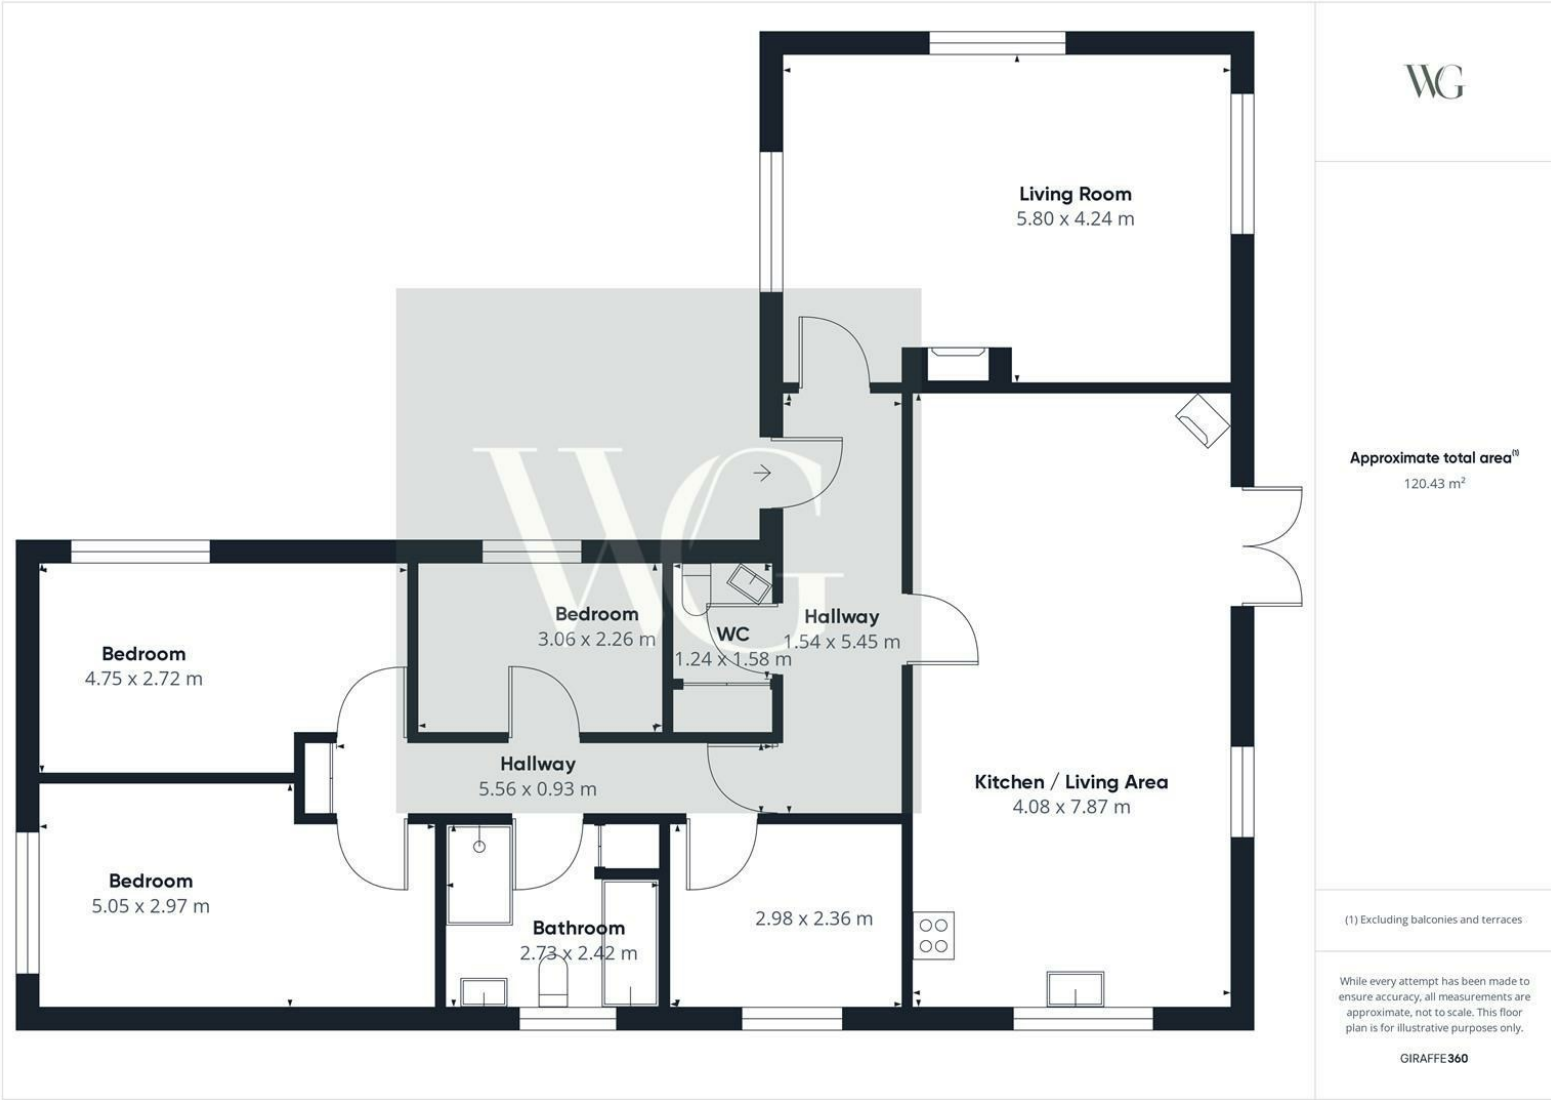 WG
Living Room
5.80 x 4.24 m
Approximate total area(1)
120.43 m²
WG
Bedroom
3.06 x 2.26 m
WC
1.24 x 1.58 m
Hallway
1.54 x 5.45 m
Bedroom
4.75 x 2.72 m
Hallway
5.56 x 0.93 m
Kitchen / Living Area
4.08 x 7.87 m
Bedroom
5.05 x 2.97 m
Bathroom
2.73 x 2.42 m
2.98 x 2.36 m
(1) Excluding balconies and terraces
While every attempt has been made to
ensure accuracy, all measurements are
approximate, not to scale. This floor
plan is for illustrative purposes only.
GIRAFFE360